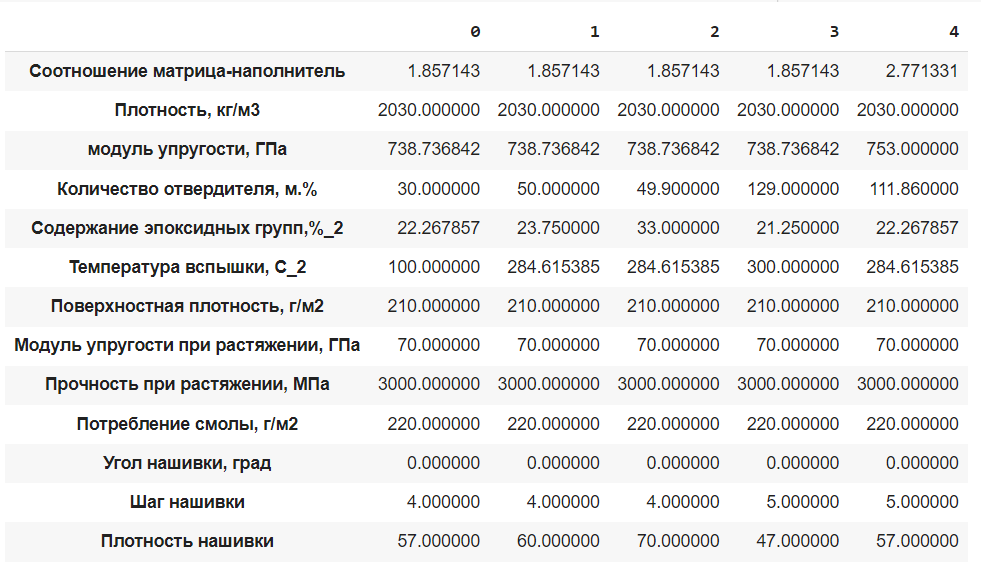 0 1 2 3 4
Соотношение матрица-наполнитель 1.857143 1.857143 1.857143 1.857143 2.771331
Плотность, кг/м3 2030.000000 2030.000000 2030.000000 2030.000000 2030.000000
модуль упругости, ГПа 738.736842 738.736842 738.736842 738.736842 753.000000
Количество отвердителя, м.% 30.000000 50.000000 49.900000 129.000000 111.860000
Содержание эпоксидных групп,%_2 22.267857 23.750000 33.000000 21.250000 22.267857
Температура вспышки, С_2 100.000000 284.615385 284.615385 300.000000 284.615385
Поверхностная плотность, г/м2 210.000000 210.000000 210.000000 210.000000 210.000000
Модуль упругости при растяжении, ГПа 70.000000 70.000000 70.000000 70.000000 70.000000
Прочность при растяжении, МПа 3000.000000 3000.000000 3000.000000 3000.000000 3000.000000
Потребление смолы, г/м2 220.000000 220.000000 220.000000 220.000000 220.000000
Угол нашивки, град 0.000000 0.000000 0.000000 0.000000 0.000000
Шаг нашивки 4.000000 4.000000 4.000000 5.000000 5.000000
Плотность нашивки 57.000000 60.000000 70.000000 47.000000 57.000000